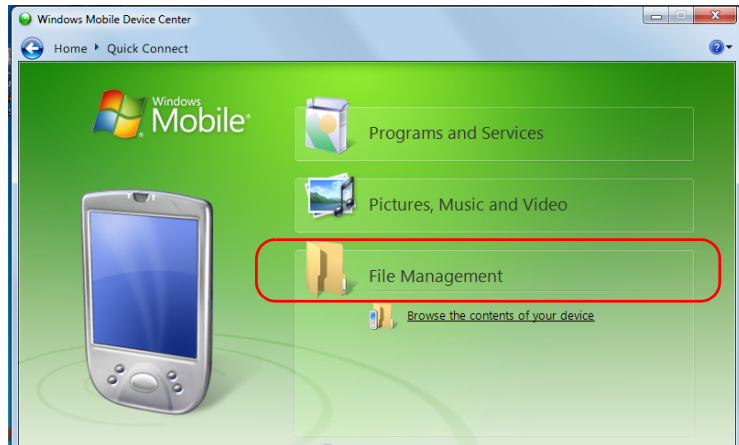 Windows Mobile Device Center
Home Quick Connect
Windows
Mobile®
Programs and Services
Pictures, Music and Video
File Management
Browse the contents of your device